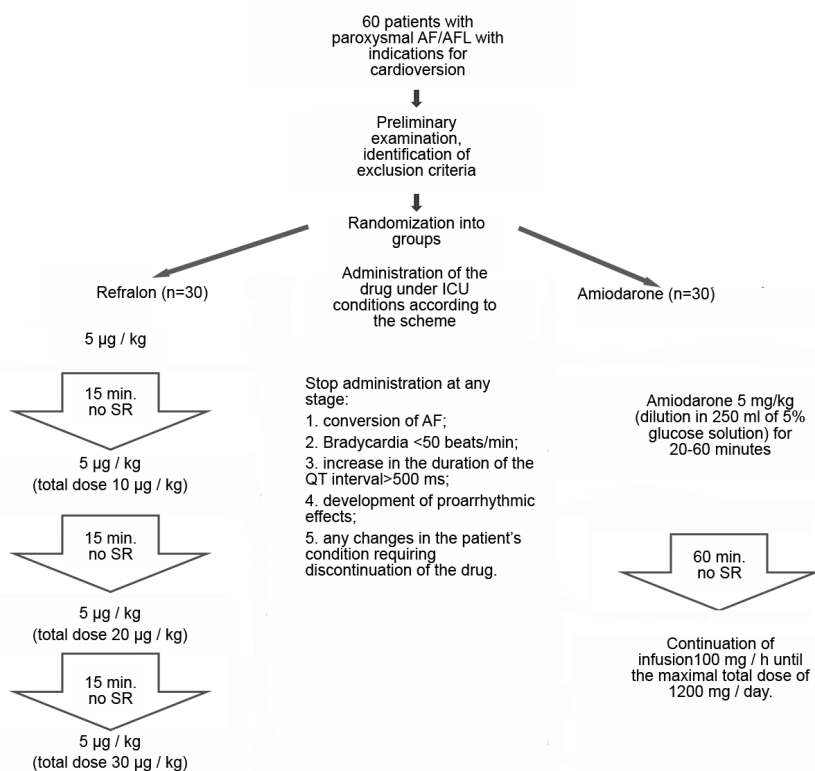 60 patients with
paroxysmal AF/AFL with
indications for
cardioversion
Preliminary
examination,
identification of
exclusion criteria
Randomization into
groups
Administration of the
drug under ICU
conditions according to
the scheme
Refralon (n=30)
5 µg / kg
15 min.
no SR
5 µg / kg
(total dose 10 µg / kg)
15 min.
no SR
5 µg / kg
(total dose 20 µg / kg)
15 min.
no SR
5 µg / kg
(total dose 30 µg / kg)
Stop administration at any
stage:
1. conversion of AF;
2. Bradycardia <50 beats/min;
3. increase in the duration of the
QT interval>500 ms;
4. development of proarrhythmic
effects;
5. any changes in the patient's
condition requiring
discontinuation of the drug.
Amiodarone (n=30)
Amiodarone 5 mg/kg
(dilution in 250 ml of 5%
glucose solution) for
20-60 minutes
60 min.
no SR
Continuation of
infusion100 mg / h until
the maximal total dose of
1200 mg / day.